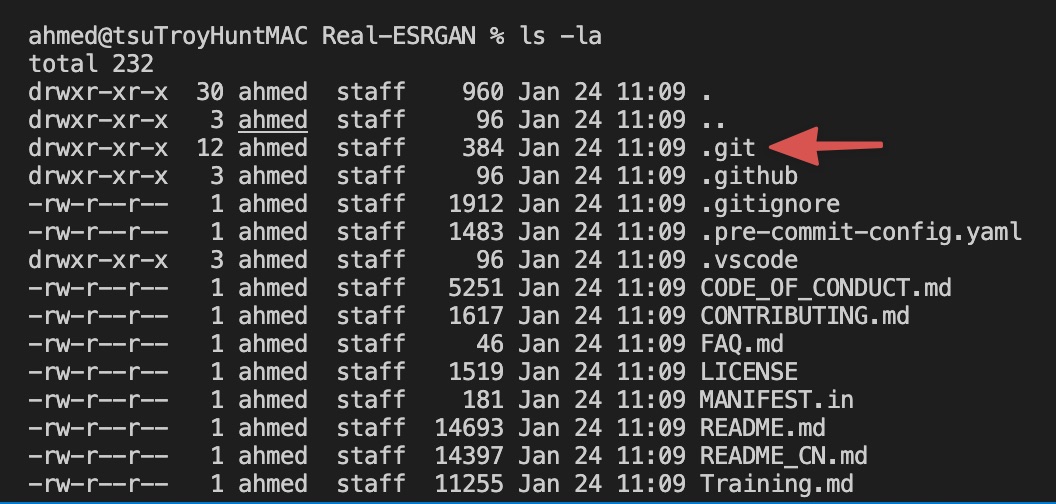 ahmed@tsuTroyHuntMAC Real-ESRGAN % ls -la
total 232
drwxr-xr-x  30 ahmed  staff    960 Jan 24 11:09 .
drwxr-xr-x   3 ahmed  staff     96 Jan 24 11:09 ..
drwxr-xr-x  12 ahmed  staff    384 Jan 24 11:09 .git
drwxr-xr-x   3 ahmed  staff     96 Jan 24 11:09 .github
-rw-r--r--   1 ahmed  staff   1912 Jan 24 11:09 .gitignore
-rw-r--r--   1 ahmed  staff   1483 Jan 24 11:09 .pre-commit-config.yaml
drwxr-xr-x   3 ahmed  staff     96 Jan 24 11:09 .vscode
-rw-r--r--   1 ahmed  staff   5251 Jan 24 11:09 CODE_OF_CONDUCT.md
-rw-r--r--   1 ahmed  staff   1617 Jan 24 11:09 CONTRIBUTING.md
-rw-r--r--   1 ahmed  staff     46 Jan 24 11:09 FAQ.md
-rw-r--r--   1 ahmed  staff   1519 Jan 24 11:09 LICENSE
-rw-r--r--   1 ahmed  staff    181 Jan 24 11:09 MANIFEST.in
-rw-r--r--   1 ahmed  staff  14693 Jan 24 11:09 README.md
-rw-r--r--   1 ahmed  staff  14397 Jan 24 11:09 README_CN.md
-rw-r--r--   1 ahmed  staff  11255 Jan 24 11:09 Training.md